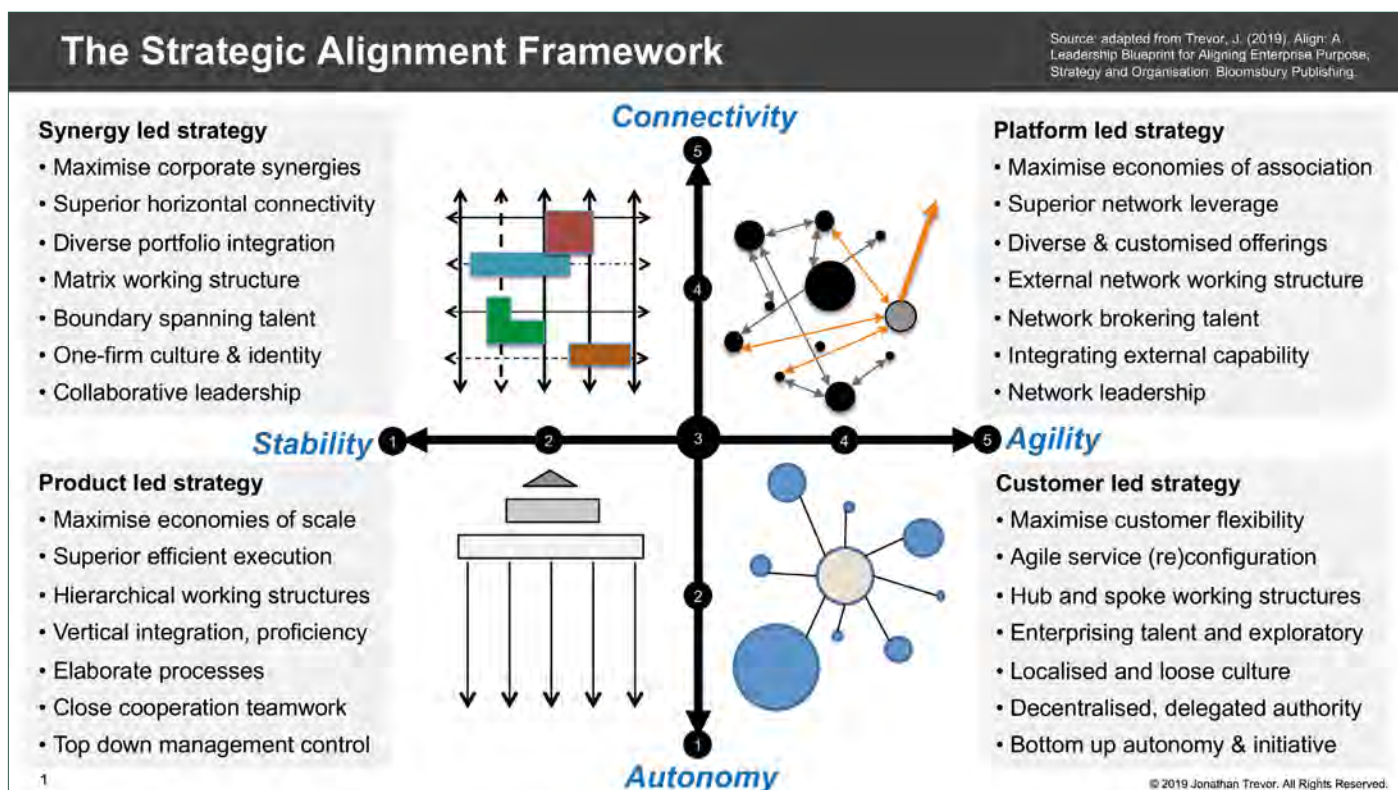 The Strategic Alignment Framework
Source: adapted from Trevor, J. (2019). Align: A
Leadership Blueprint for Aligning Enterprise Purpose,
Strategy and Organisation. Bloomsbury Publishing.
Connectivity
Synergy led strategy
• Maximise corporate synergies
• Superior horizontal connectivity
• Diverse portfolio integration
• Matrix working structure
• Boundary spanning talent
• One-firm culture & identity
• Collaborative leadership
5
4
Platform led strategy
• Maximise economies of association
• Superior network leverage
• Diverse & customised offerings
• External network working structure
• Network brokering talent
• Integrating external capability
• Network leadership
Stability
1
2
3
4
5
Agility
Product led strategy
• Maximise economies of scale
• Superior efficient execution
• Hierarchical working structures
• Vertical integration, proficiency
• Elaborate processes
• Close cooperation teamwork
• Top down management control
2
1
Customer led strategy
• Maximise customer flexibility
• Agile service (re)configuration
• Hub and spoke working structures
• Enterprising talent and exploratory
• Localised and loose culture
• Decentralised, delegated authority
• Bottom up autonomy & initiative
Autonomy
1
© 2019 Jonathan Trevor. All Rights Reserved.